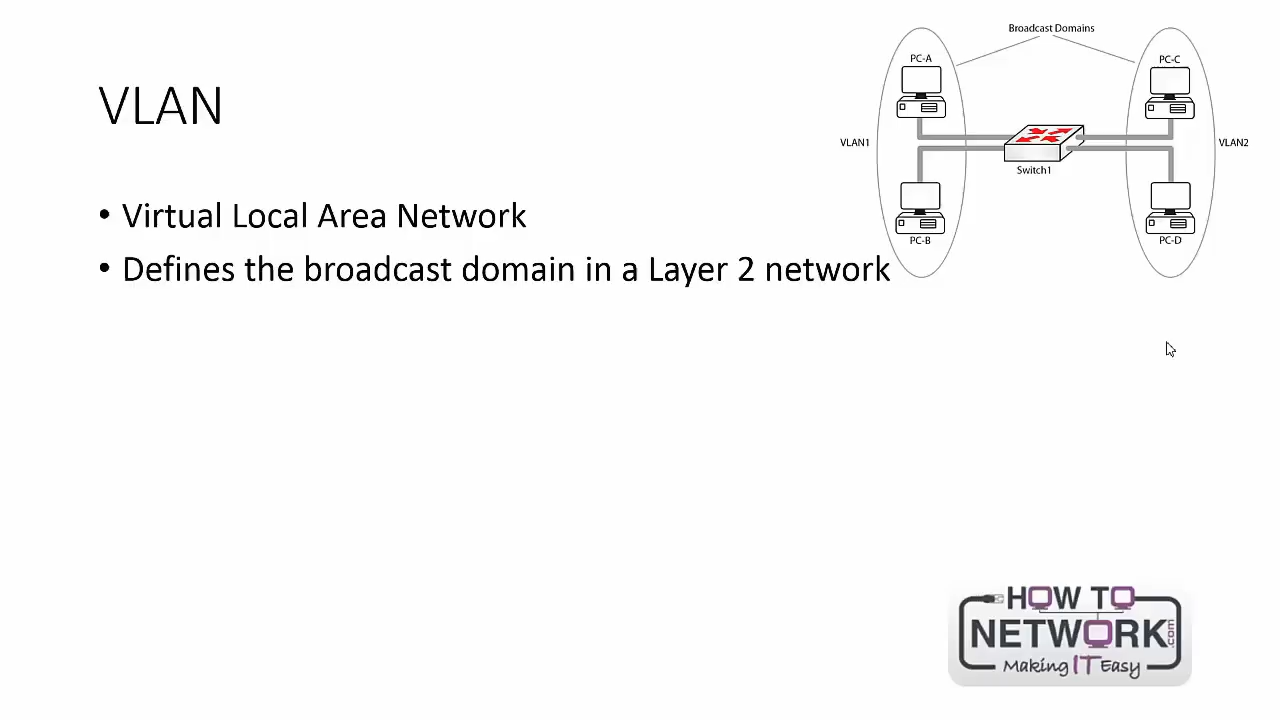 VLAN
• Virtual Local Area Network
• Defines the broadcast domain in a Layer 2 network
Broadcast Domains
PC-A
PC-C
VLAN1
VLAN2
Switch1
PC-B
PC-D
HOW TO
NETWORK.com
Making IT Easy